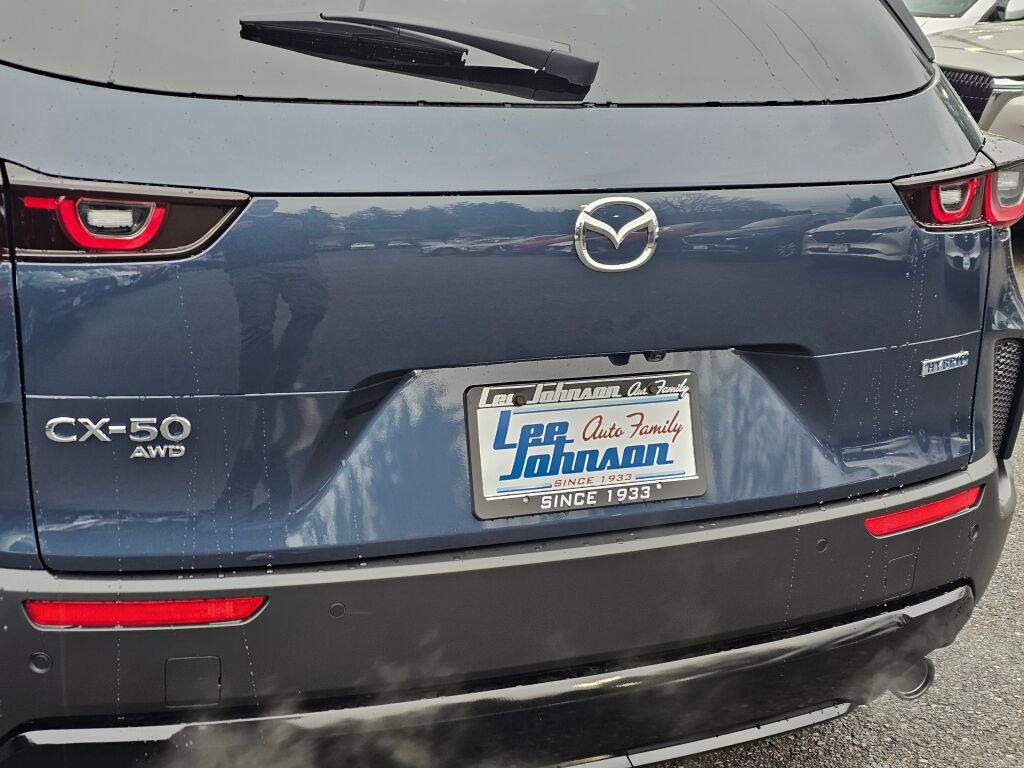 HYBRID
CX-50
AWD
Lee Johnson Auto Family
Lee Auto Family
Johnson
SINCE 1933
SINCE 1933